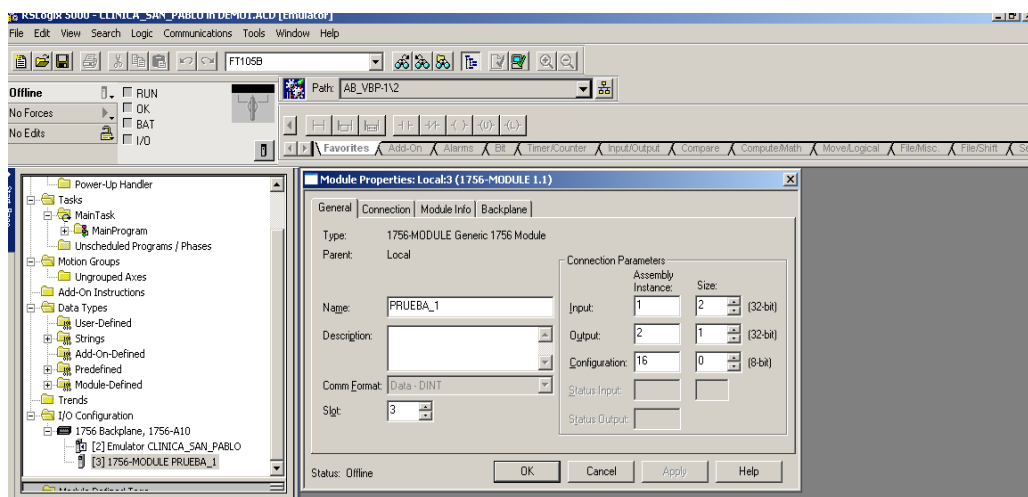 RSLogix 5000 - CLINICA_SAN_PABLO in DEMO1.ACD [Emulator]
File Edit View Search Logic Communications Tools Window Help
FT105B
Offline RUN
No Forces OK
No Edits BAT
I/O
Path: AB_VBP-1\2
Favorites Add-On Alarms Bit Timer/Counter Input/Output Compare Compute/Math Move/Logical File/Misc. File/Shift Se
Power-Up Handler
Tasks
MainTask
MainProgram
Unscheduled Programs / Phases
Motion Groups
Ungrouped Axes
Add-On Instructions
Data Types
User-Defined
Strings
Add-On-Defined
Predefined
Module-Defined
Trends
I/O Configuration
1756 Backplane, 1756-A10
[2] Emulator CLINICA_SAN_PABLO
[3] 1756-MODULE PRUEBA_1
Module Properties: Local:3 (1756-MODULE 1.1)
General Connection Module Info Backplane
Type: 1756-MODULE Generic 1756 Module
Parent: Local
Name: PRUEBA_1
Description:
Comm Format: Data - DINT
Slot: 3
Connection Parameters
Assembly
Instance: Size:
Input: 1 2 (32-bit)
Output: 2 1 (32-bit)
Configuration: 16 0 (8-bit)
Status Input:
Status Output:
Status: Offline OK Cancel Apply Help